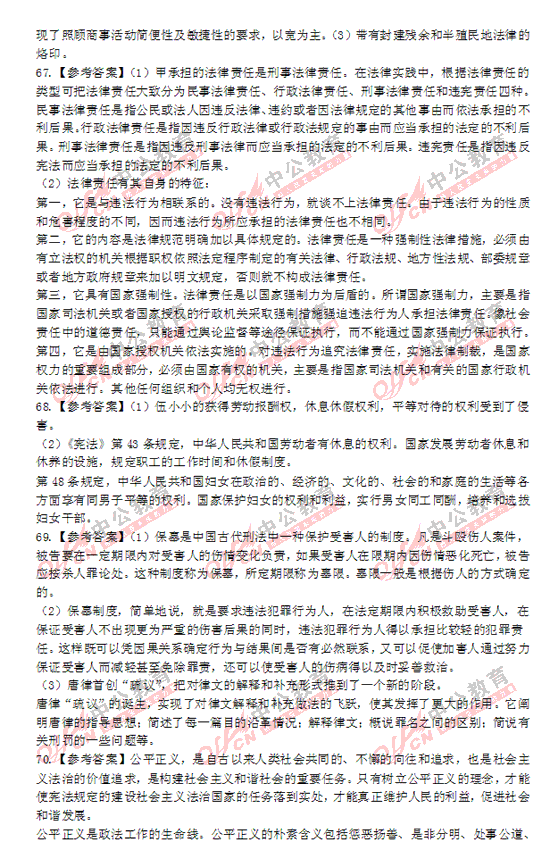 现了照顾商事活动简便性及敏捷性的要求，以宽为主。（3）带有封建残余和半殖民地法律的
烙印。
67.【参考答案】（1）甲承担的法律责任是刑事法律责任。在法律实践中，根据法律责任的
类型可把法律责任大致分为民事法律责任、行政法律责任、刑事法律责任和违宪责任四种。
民事法律责任是指公民或法人因违反法律、违约或者因法律规定的其他事由而依法承担的不
利后果。行政法律责任是指因违反行政法律或行政法规规定的事由而应当承担的法定的不利后
果。刑事法律责任是指因违反刑事法律而应当承担的法定的不利后果。违宪责任是指因违反
宪法而应当承担的法定的不利后果。
（2）法律责任有其自身的特征：
第一，它是与违法行为相联系的。没有违法行为，就谈不上法律责任。由于违法行为的性质
和危害程度的不同，因而违法行为所应承担的法律责任也不相同。
第二，它的内容是法律规范明确加以具体规定的。法律责任是一种强制性法律措施，必须由
有立法权的机关根据职权依照法定程序制定的有关法律、行政法规、地方性法规、部委规章
或者地方政府规章来加以明文规定，否则就不构成法律责任。
第三，它具有国家强制性。法律责任是以国家强制力为后盾的。所谓国家强制力，主要是指
国家司法机关或者国家授权的行政机关采取强制措施强迫违法行为人承担法律责任。像社会
责任中的道德责任，只能通过舆论监督等途径保证执行，而不能通过国家强制力保证执行。
第四，它是由国家授权机关依法实施的。对违法行为追究法律责任，实施法律制裁，是国家
权力的重要组成部分，必须由国家有权的机关，主要是指国家司法机关和有关的国家行政机
关依法进行。其他任何组织和个人均无权进行。
68.【参考答案】（1）伍小小的获得劳动报酬权，休息休假权利，平等对待的权利受到了侵
害。
（2）《宪法》第 43 条规定，中华人民共和国劳动者有休息的权利。国家发展劳动者休息和
休养的设施，规定职工的工作时间和休假制度。
第 48 条规定，中华人民共和国妇女在政治的、经济的、文化的、社会的和家庭的生活等各
方面享有同男子平等的权利。国家保护妇女的权利和利益，实行男女同工同酬，培养和选拔
妇女干部。
69.【参考答案】（1）保辜是中国古代刑法中一种保护受害人的制度。凡是斗殴伤人案件，
被告要在一定期限内对受害人的伤情变化负责，如果受害人在限期内因伤情恶化死亡，被告
应按杀人罪论处。这种制度称为保辜，所定期限称为辜限。辜限一般是根据伤人的方式确定
的。
（2）保辜制度，简单地说，就是要求违法犯罪行为人，在法定期限内积极救助受害人，在
保证受害人不出现更为严重的伤害后果的同时，违法犯罪行为人得以承担比较轻的犯罪责
任。这样既可以凭因果关系确定行为与结果间是否有必然联系，又可以促使加害人通过努力
保证受害人而减轻甚至免除罪责，还可以使受害人的伤病得以及时妥善救治。
（3）唐律首创“疏议”，把对律文的解释和补充形式推到了一个新的阶段。
唐律“疏议”的诞生，实现了对律文解释和补充做法的飞跃，使其发挥了更大的作用。它阐
明唐律的指导思想；简述了每一篇目的沿革情况；解释律文；概说罪名之间的区别；简说有
关刑罚的一些问题等。
70.【参考答案】公平正义，是自古以来人类社会共同的、不懈的向往和追求，也是社会主
义法治的价值追求，是构建社会主义和谐社会的重要任务。只有树立公平正义的理念，才能
使宪法规定的建设社会主义法治国家的任务落到实处，才能真正维护人民的利益，促进社会
和谐发展。
公平正义是政法工作的生命线。公平正义的朴素含义包括惩恶扬善、是非分明、处事公道、